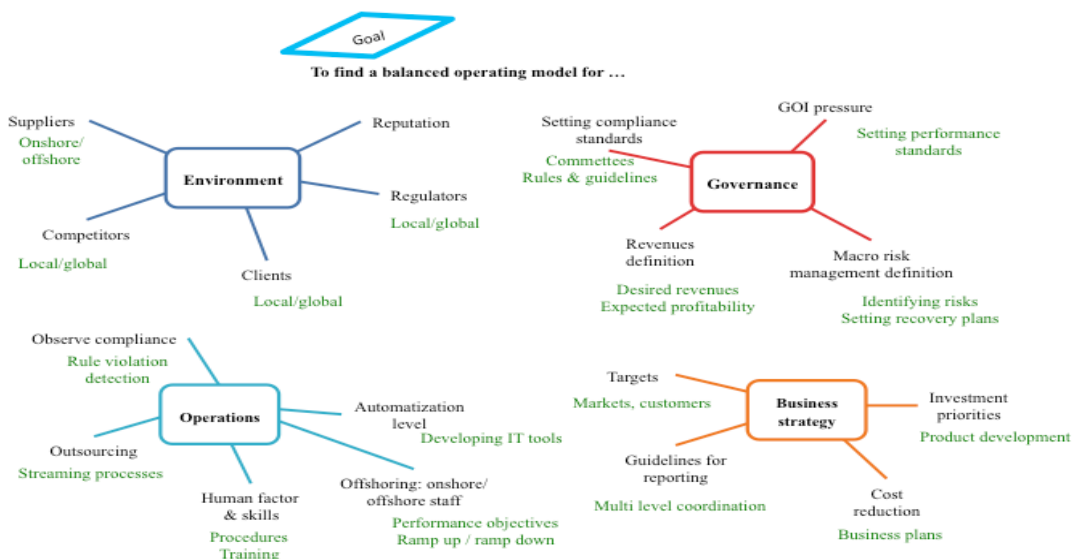 Goal
To find a balanced operating model for ...
Suppliers
Onshore/
offshore
Reputation
Environment
Regulators
Local/global
Competitors
Local/global
Clients
Local/global
GOI pressure
Setting performance
standards
Setting compliance
standards
Commettees
Rules & guidelines
Governance
Revenues
definition
Desired revenues
Expected profitability
Macro risk
management definition
Identifying risks
Setting recovery plans
Observe compliance
Rule violation
detection
Operations
Automatization
level
Developing IT tools
Outsourcing
Streaming processes
Human factor
& skills
Procedures
Training
Offshoring: onshore/
offshore staff
Performance objectives
Ramp up / ramp down
Targets
Markets, customers
Business
strategy
Investment
priorities
Product development
Guidelines for
reporting
Multi level coordination
Cost
reduction
Business plans